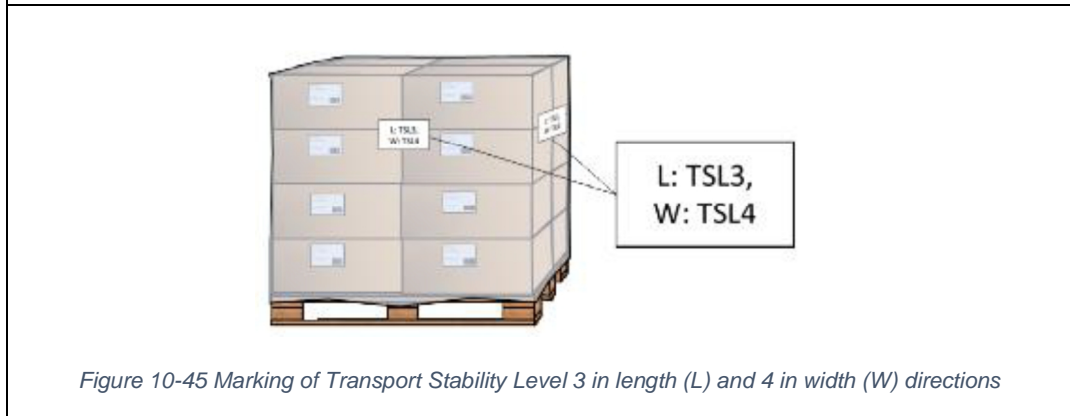 L: TSL3,
W: TSL4
L: TSL3,
W: TSL4
Figure 10-45 Marking of Transport Stability Level 3 in length (L) and 4 in width (W) directions